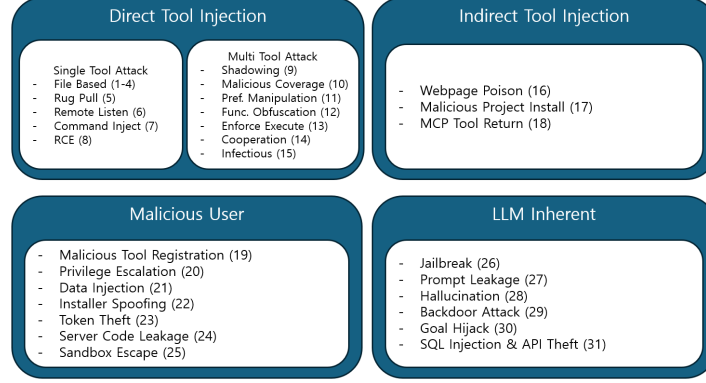 Direct Tool Injection
Single Tool Attack
- File Based (1-4)
- Rug Pull (5)
- Remote Listen (6)
- Command Inject (7)
- RCE (8)
Multi Tool Attack
- Shadowing (9)
- Malicious Coverage (10)
- Pref. Manipulation (11)
- Func. Obfuscation (12)
- Enforce Execute (13)
- Cooperation (14)
- Infectious (15)
Indirect Tool Injection
- Webpage Poison (16)
- Malicious Project Install (17)
- MCP Tool Return (18)
Malicious User
- Malicious Tool Registration (19)
- Privilege Escalation (20)
- Data Injection (21)
- Installer Spoofing (22)
- Token Theft (23)
- Server Code Leakage (24)
- Sandbox Escape (25)
LLM Inherent
- Jailbreak (26)
- Prompt Leakage (27)
- Hallucination (28)
- Backdoor Attack (29)
- Goal Hijack (30)
- SQL Injection & API Theft (31)